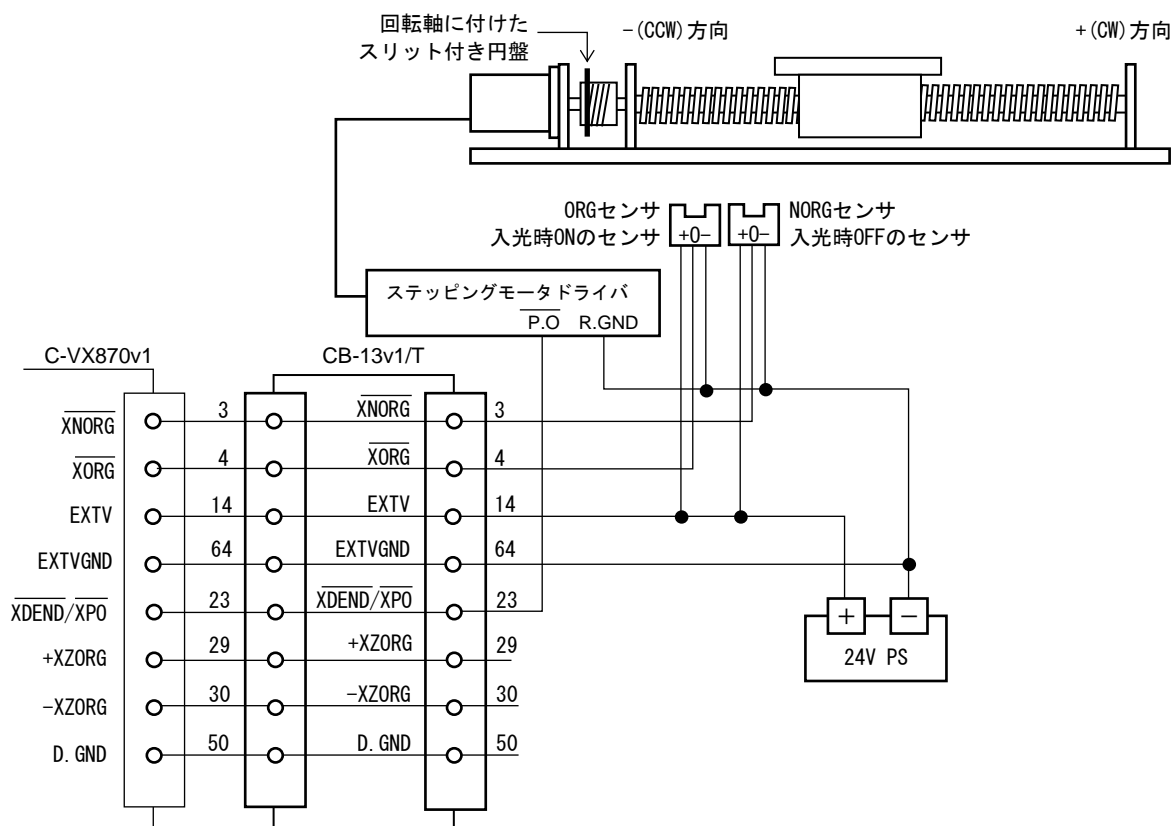 回転軸に付けた
スリット付き円盤
-(CCW)方向
+(CW)方向
ORGセンサ
入光時ONのセンサ
+O-
+O-
NORGセンサ
入光時OFFのセンサ
ステッピングモータドライバ
P.O R.GND
C-VX870v1
CB-13v1/T
XNORG 3 XNORG 3
XORG 4 XORG 4
EXTV 14 EXTV 14
EXTVGND 64 EXTVGND 64
XDEND/XPO 23 XDEND/XPO 23
+XZORG 29 +XZORG 29
-XZORG 30 -XZORG 30
D.GND 50 D.GND 50
+ -
24V PS